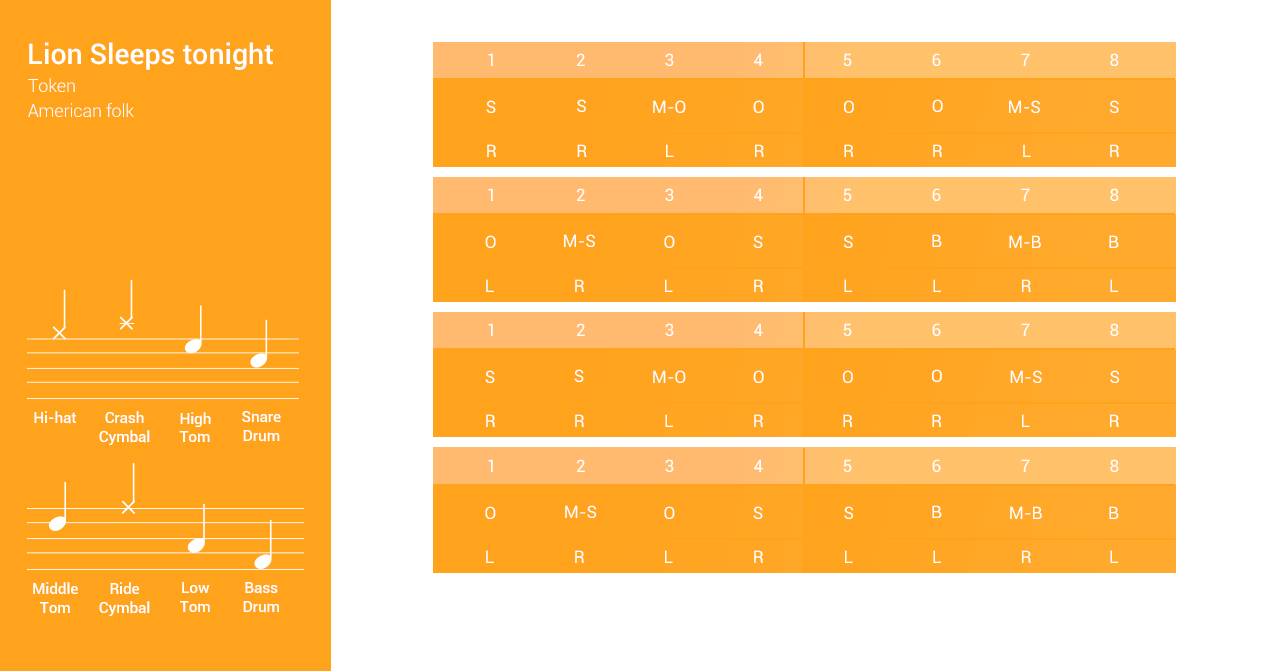 Lion Sleeps tonight
Token
American folk
Hi-hat
Crash Cymbal
High Tom
Snare Drum
Middle Tom
Ride Cymbal
Low Tom
Bass Drum
1 2 3 4 5 6 7 8
S S M-O O O O M-S S
R R L R R R L R
1 2 3 4 5 6 7 8
O M-S O S S B M-B B
L R L R L L R L
1 2 3 4 5 6 7 8
S S M-O O O O M-S S
R R L R R R L R
1 2 3 4 5 6 7 8
O M-S O S S B M-B B
L R L R L L R L